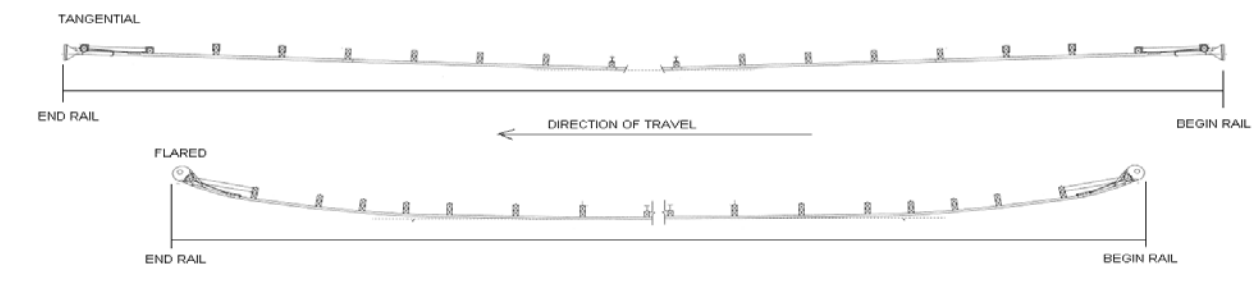 TANGENTIAL
END RAIL
BEGIN RAIL
DIRECTION OF TRAVEL
FLARED
END RAIL
BEGIN RAIL